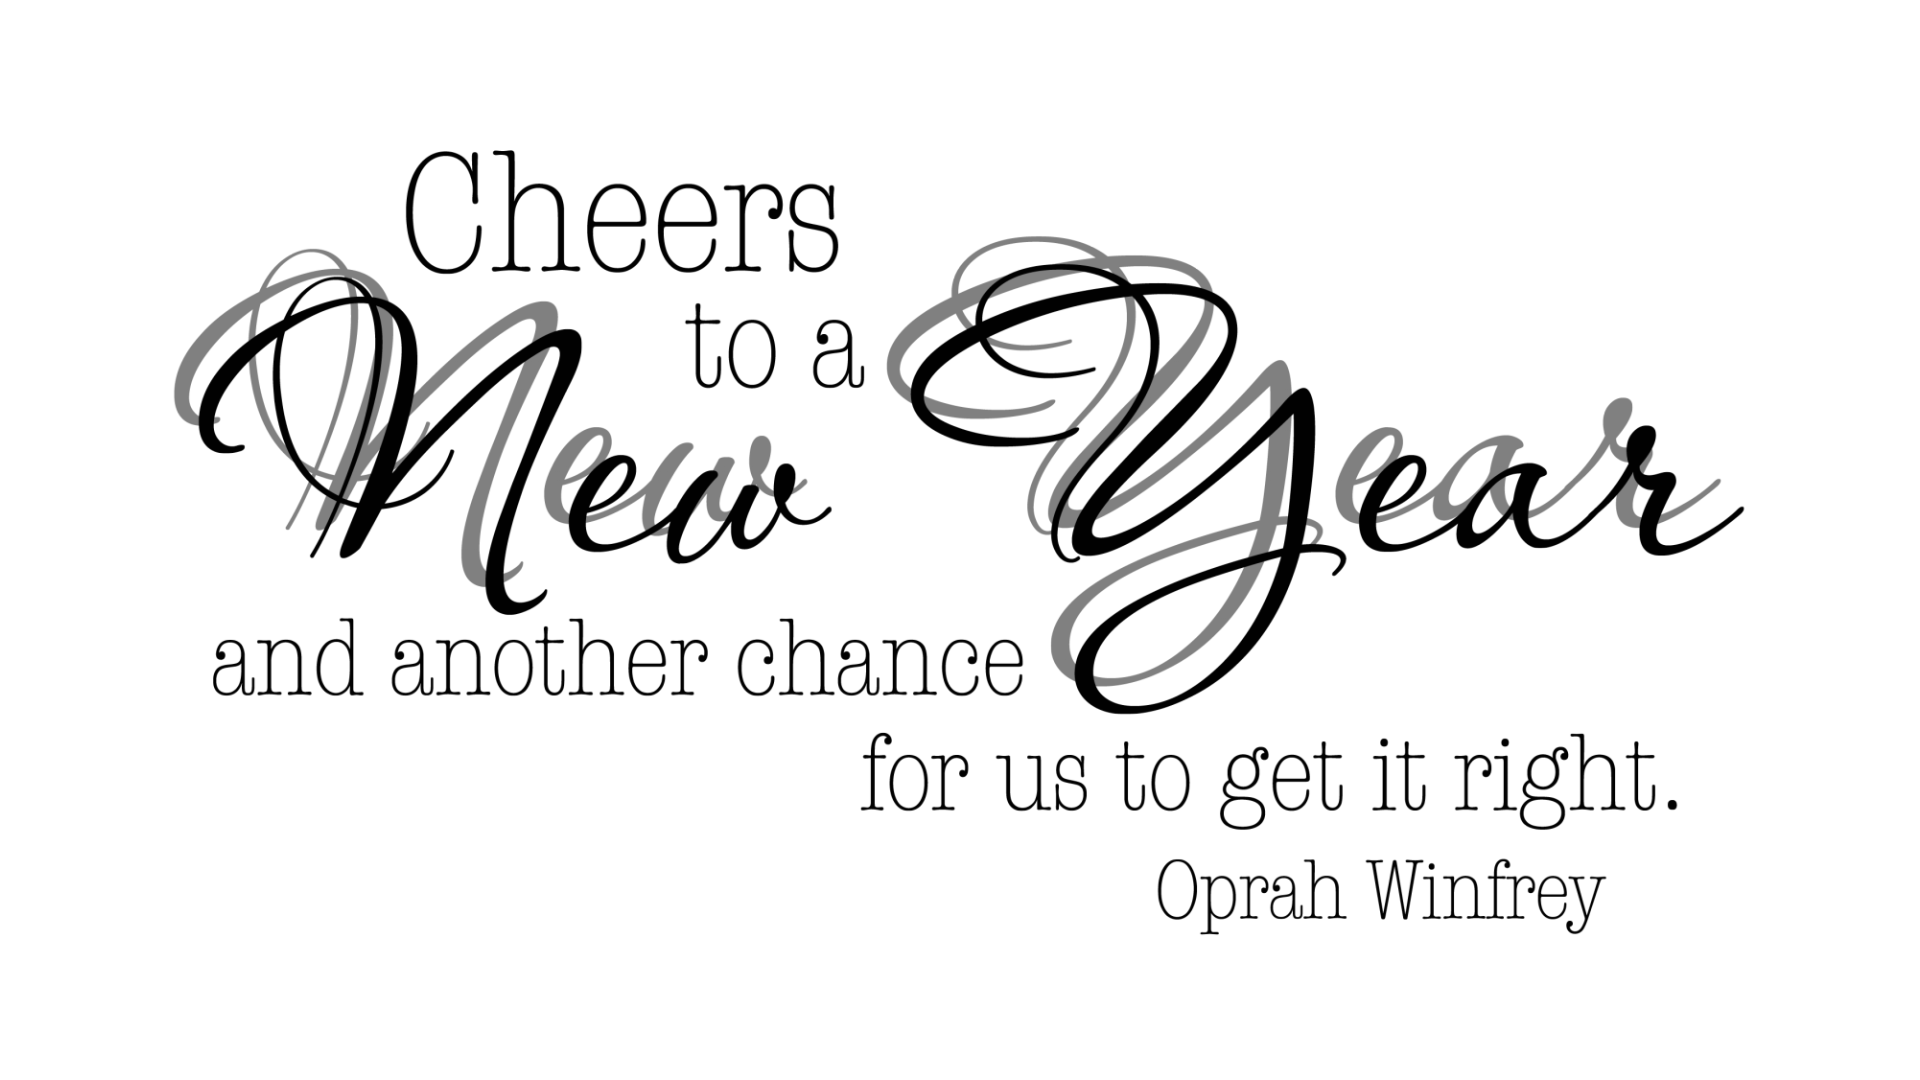 Cheers
to a
New Year
and another chance
for us to get it right.
Oprah Winfrey